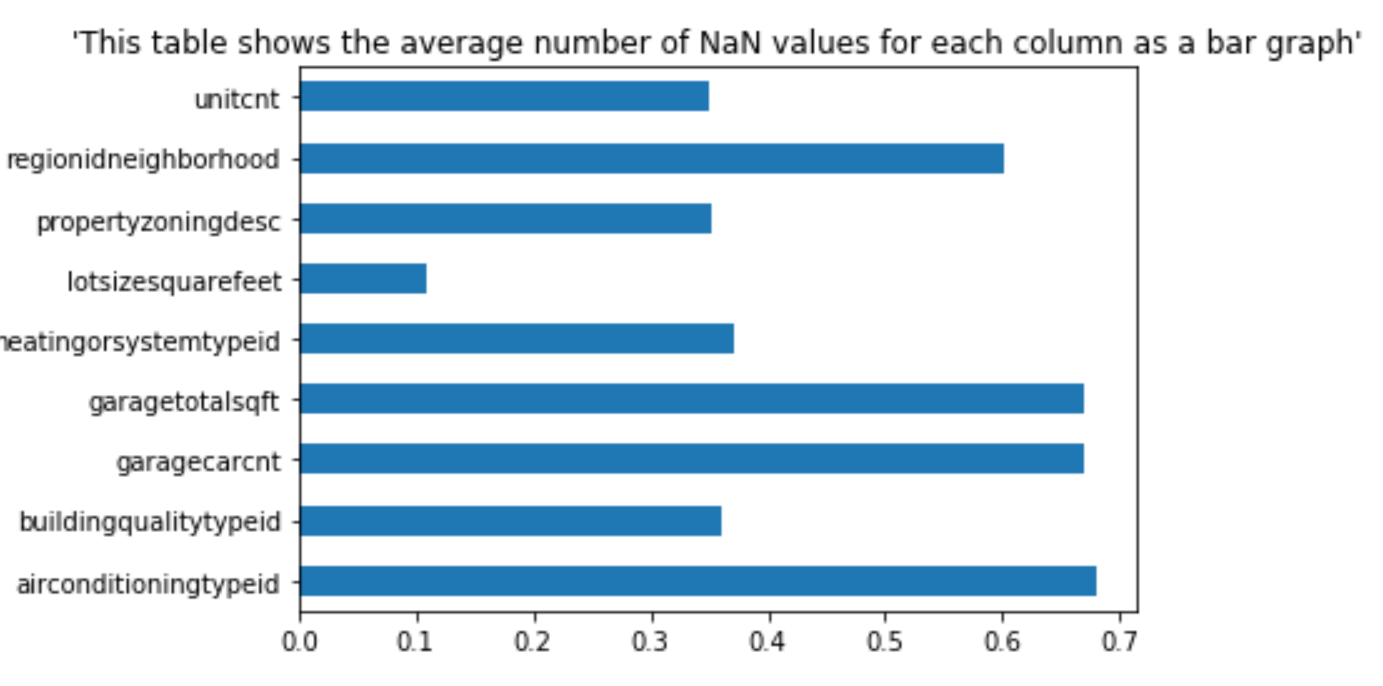 'This table shows the average number of NaN values for each column as a bar graph'
unitcnt
regionidneighborhood
propertyzoningdesc
lotsizesquarefeet
heatingorsystemtypeid
garagetotalsqft
garagecarcnt
buildingqualitytypeid
airconditioningtypeid
0.0 0.1 0.2 0.3 0.4 0.5 0.6 0.7